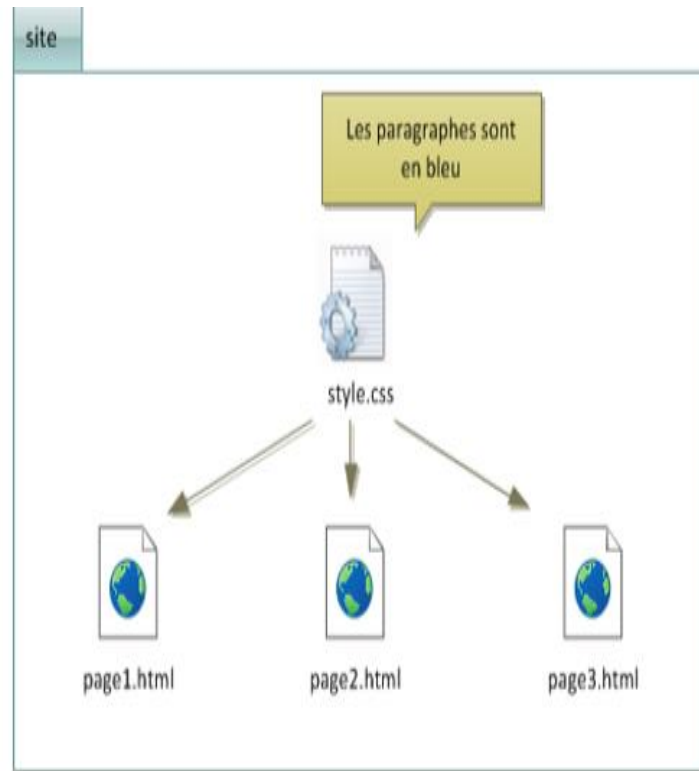 site
Les paragraphes sont
en bleu
style.css
page1.html
page2.html
page3.html